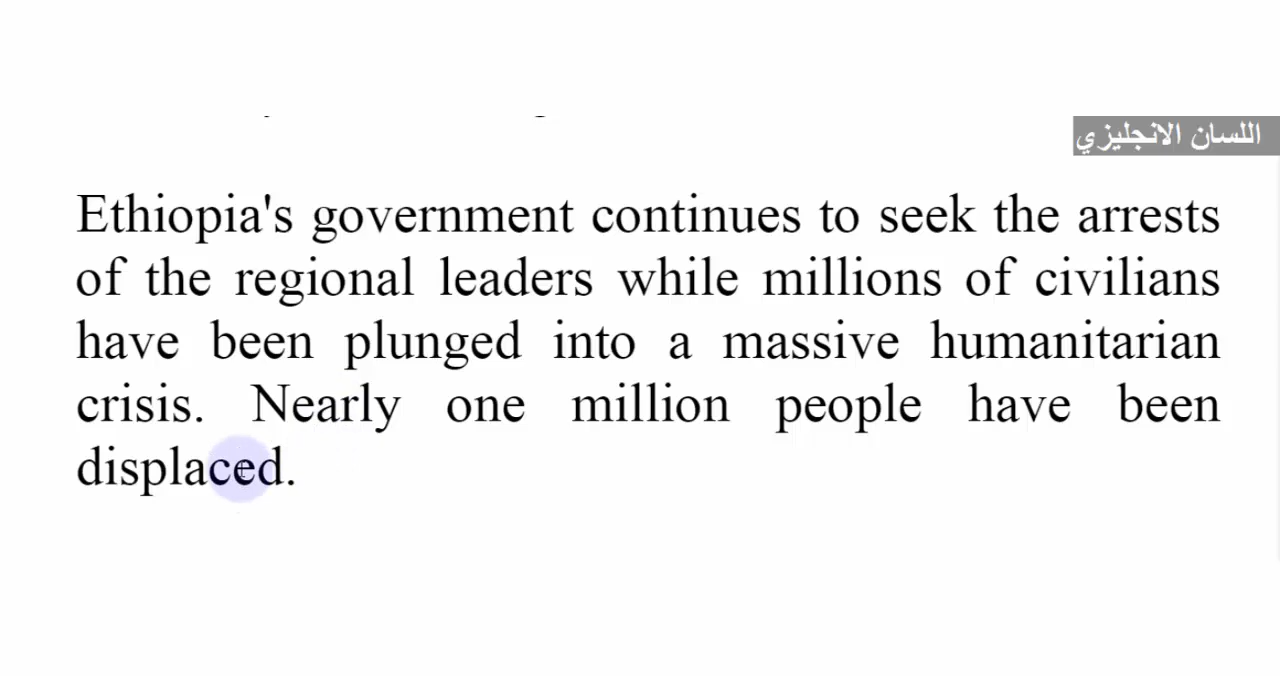 اللسان الانجليزي
Ethiopia's government continues to seek the arrests
of the regional leaders while millions of civilians
have been plunged into a massive humanitarian
crisis. Nearly one million people have been
displaced.